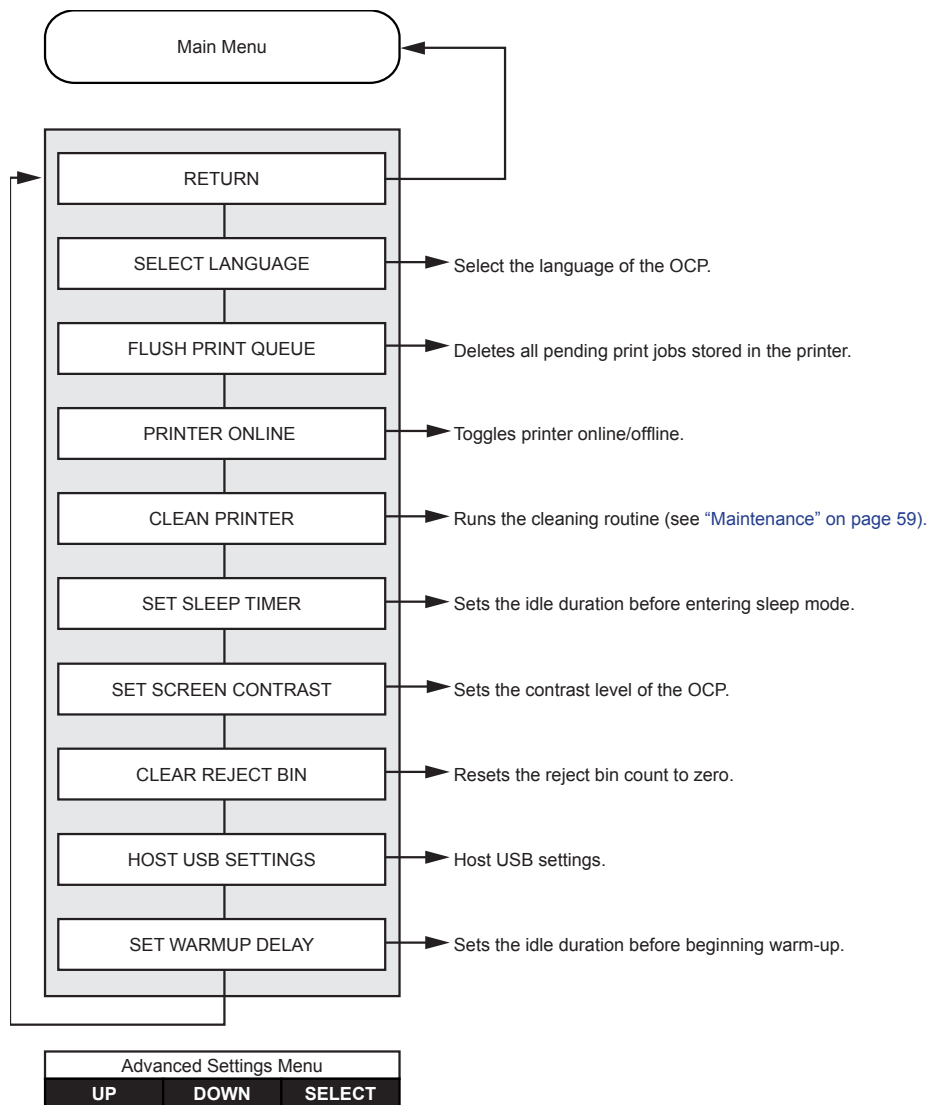 Main Menu
RETURN
SELECT LANGUAGE
Select the language of the OCP.
FLUSH PRINT QUEUE
Deletes all pending print jobs stored in the printer.
PRINTER ONLINE
Toggles printer online/offline.
CLEAN PRINTER
Runs the cleaning routine (see “Maintenance” on page 59).
SET SLEEP TIMER
Sets the idle duration before entering sleep mode.
SET SCREEN CONTRAST
Sets the contrast level of the OCP.
CLEAR REJECT BIN
Resets the reject bin count to zero.
HOST USB SETTINGS
Host USB settings.
SET WARMUP DELAY
Sets the idle duration before beginning warm-up.
Advanced Settings Menu
UP DOWN SELECT